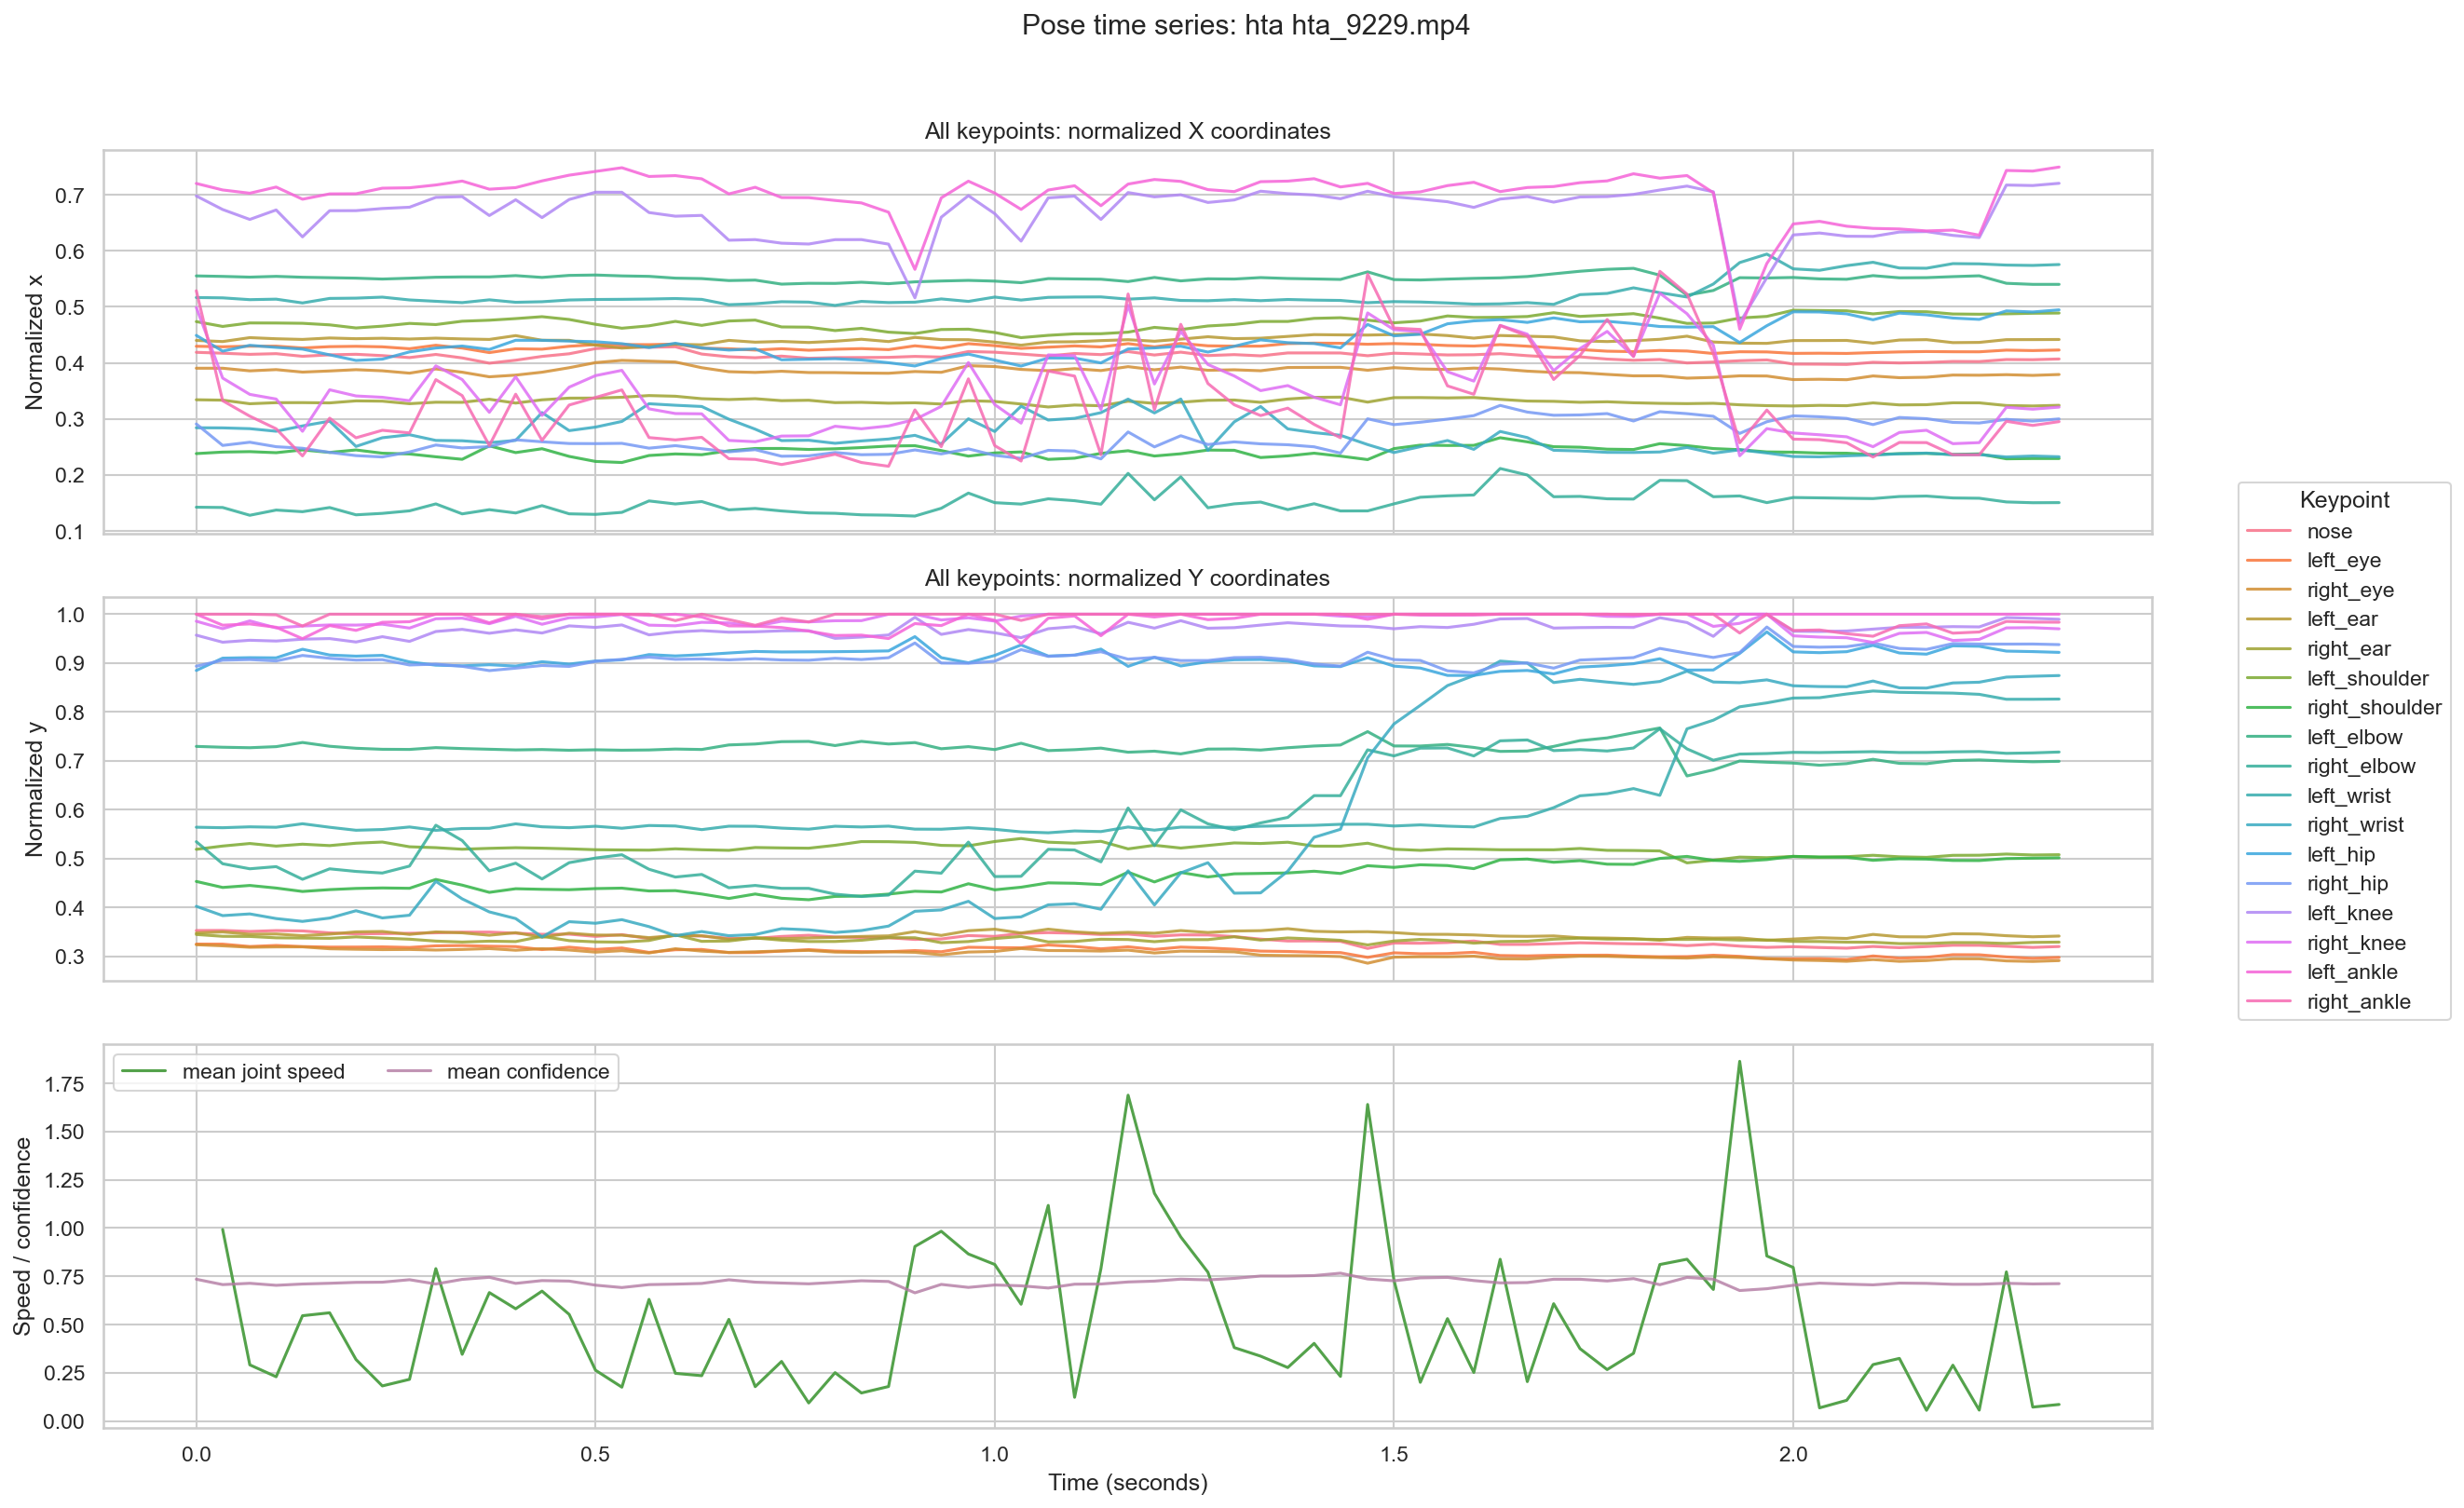 Pose time series: hta hta_9229.mp4
All keypoints: normalized X coordinates
Normalized x
0.7
0.6
0.5
0.4
0.3
0.2
0.1
All keypoints: normalized Y coordinates
Normalized y
1.0
0.9
0.8
0.7
0.6
0.5
0.4
0.3
Keypoint
nose
left_eye
right_eye
left_ear
right_ear
left_shoulder
right_shoulder
left_elbow
right_elbow
left_wrist
right_wrist
left_hip
right_hip
left_knee
right_knee
left_ankle
right_ankle
mean joint speed mean confidence
Speed / confidence
1.75
1.50
1.25
1.00
0.75
0.50
0.25
0.00
0.0 0.5 1.0 1.5 2.0
Time (seconds)